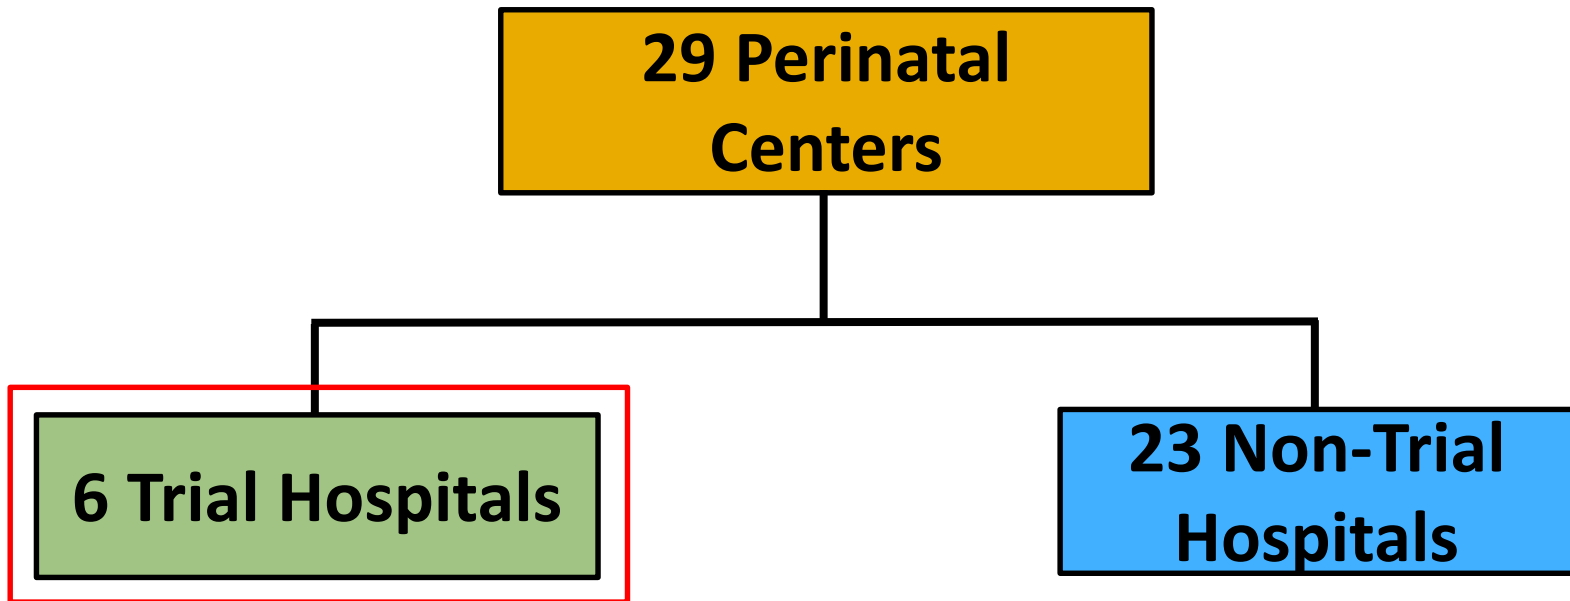 29 Perinatal
Centers
6 Trial Hospitals
23 Non-Trial
Hospitals